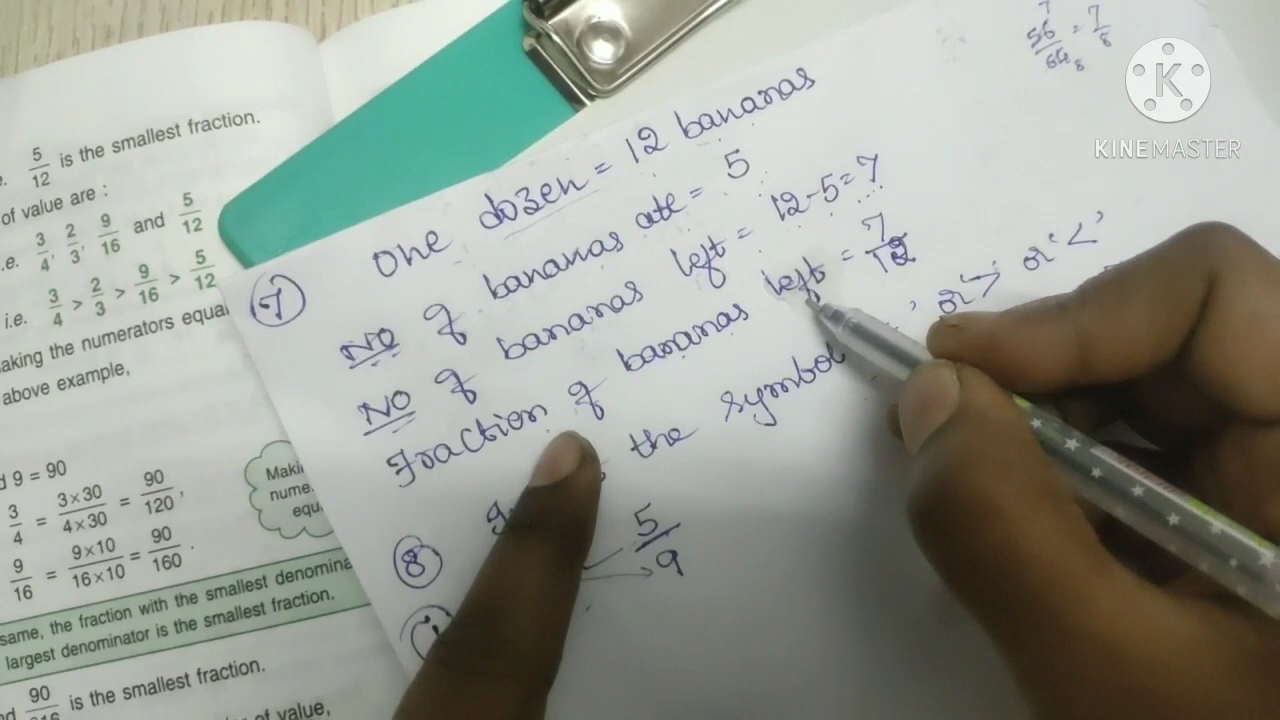 5/12 is the smallest fraction.
of value are :
i.e. 3/4, 2/3, 9/16 and 5/12
i.e. 3/4 > 2/3 > 9/16 > 5/12
aking the numerators equal
above example,
d 9 = 90
3/4 = 3×30/4×30 = 90/120,
9/16 = 9×10/16×10 = 90/160.
same, the fraction with the smallest denomina
largest denominator is the smallest fraction.
90 is the smallest fraction.
of value,
56/64 = 7/8
7 8
KINEMASTER
7 One dozen = 12 bananas
NO of bananas ate = 5
NO of bananas left = 12-5=7
Fraction of bananas left = 7/12
8 the symbol or '>' or '<'
5/9